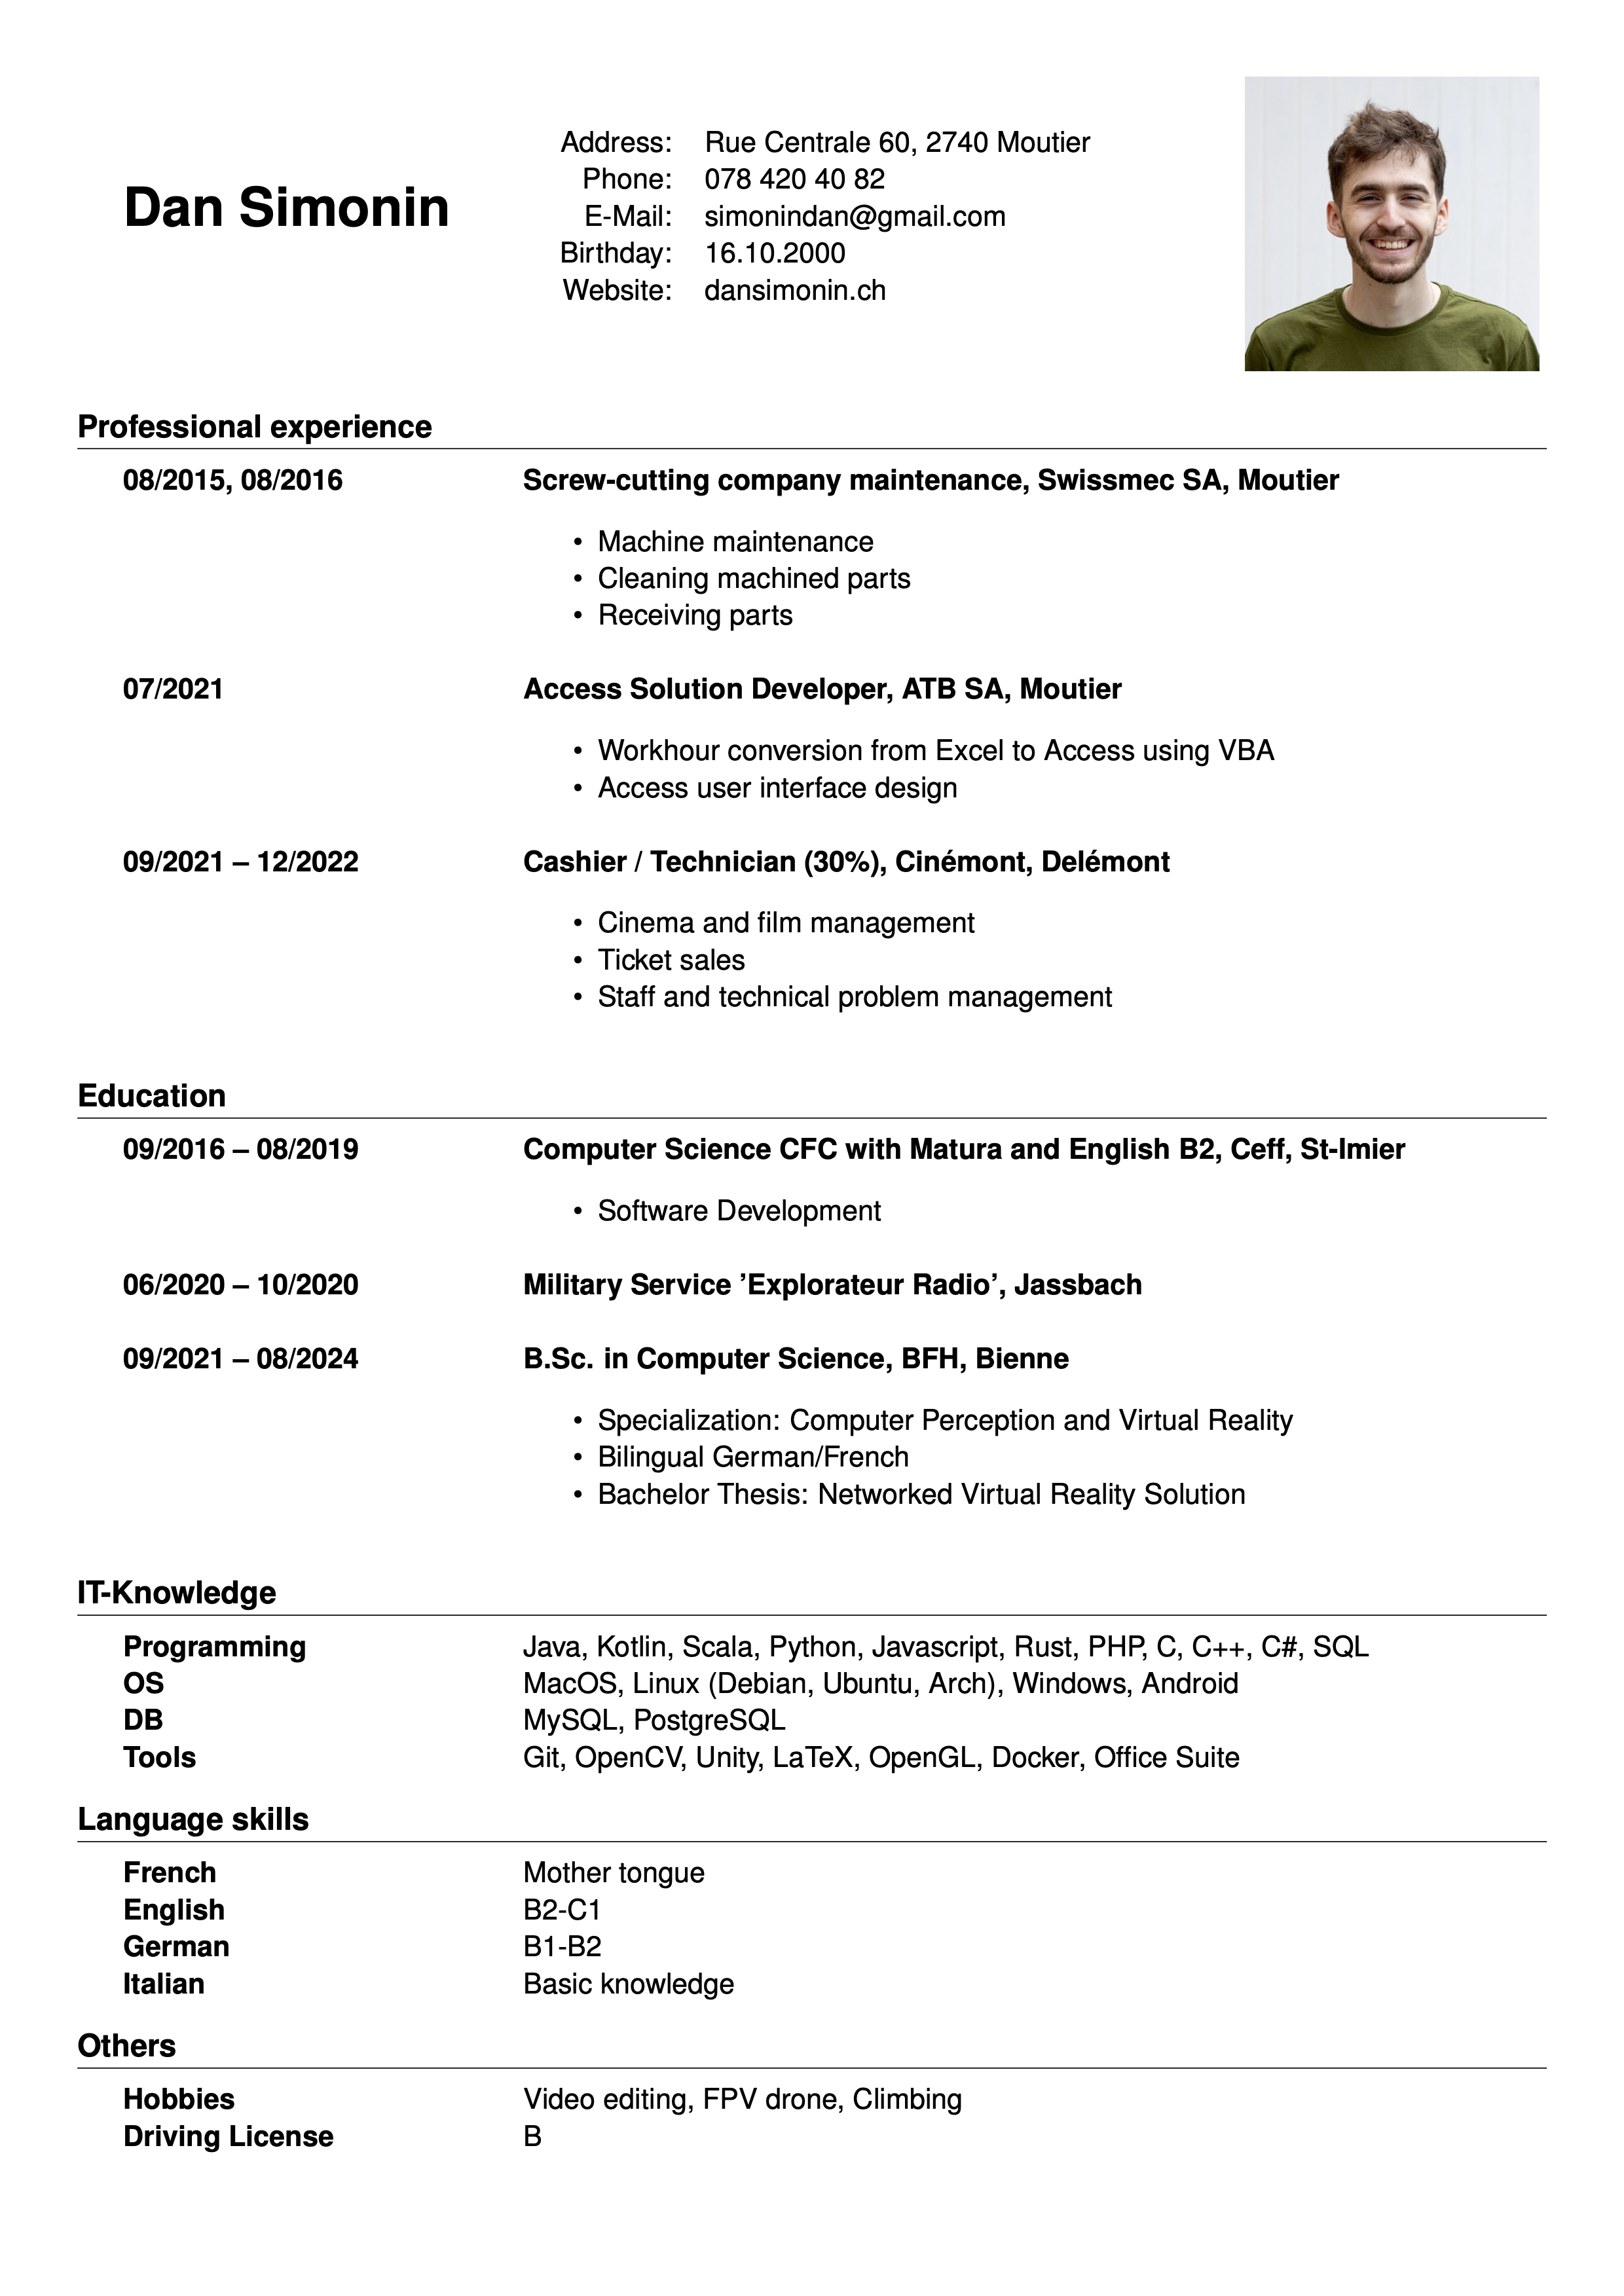 Dan Simonin
Address: Rue Centrale 60, 2740 Moutier
Phone: 078 420 40 82
E-Mail: simonindan@gmail.com
Birthday: 16.10.2000
Website: dansimonin.ch
Professional experience
08/2015, 08/2016 Screw-cutting company maintenance, Swissmec SA, Moutier
• Machine maintenance
• Cleaning machined parts
• Receiving parts
07/2021 Access Solution Developer, ATB SA, Moutier
• Workhour conversion from Excel to Access using VBA
• Access user interface design
09/2021 – 12/2022 Cashier / Technician (30%), Cinémont, Delémont
• Cinema and film management
• Ticket sales
• Staff and technical problem management
Education
09/2016 – 08/2019 Computer Science CFC with Matura and English B2, Ceff, St-Imier
• Software Development
06/2020 – 10/2020 Military Service ’Explorateur Radio’, Jassbach
09/2021 – 08/2024 B.Sc. in Computer Science, BFH, Bienne
• Specialization: Computer Perception and Virtual Reality
• Bilingual German/French
• Bachelor Thesis: Networked Virtual Reality Solution
IT-Knowledge
Programming Java, Kotlin, Scala, Python, Javascript, Rust, PHP, C, C++, C#, SQL
OS MacOS, Linux (Debian, Ubuntu, Arch), Windows, Android
DB MySQL, PostgreSQL
Tools Git, OpenCV, Unity, LaTeX, OpenGL, Docker, Office Suite
Language skills
French Mother tongue
English B2-C1
German B1-B2
Italian Basic knowledge
Others
Hobbies Video editing, FPV drone, Climbing
Driving License B